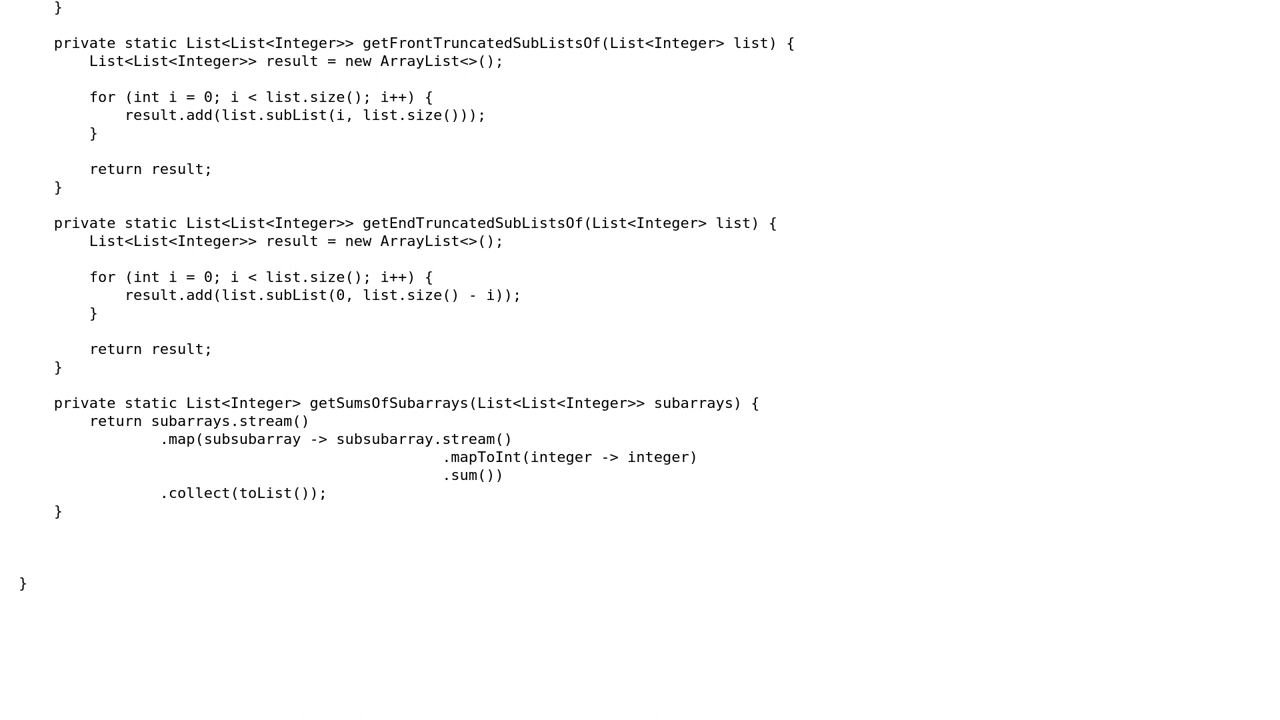 }

    private static List<List<Integer>> getFrontTruncatedSubListsOf(List<Integer> list) {
        List<List<Integer>> result = new ArrayList<>();

        for (int i = 0; i < list.size(); i++) {
            result.add(list.subList(i, list.size()));
        }

        return result;
    }

    private static List<List<Integer>> getEndTruncatedSubListsOf(List<Integer> list) {
        List<List<Integer>> result = new ArrayList<>();

        for (int i = 0; i < list.size(); i++) {
            result.add(list.subList(0, list.size() - i));
        }

        return result;
    }

    private static List<Integer> getSumsOfSubarrays(List<List<Integer>> subarrays) {
        return subarrays.stream()
                .map(subsubarray -> subsubarray.stream()
                                                .mapToInt(integer -> integer)
                                                .sum())
                .collect(toList());
    }



}